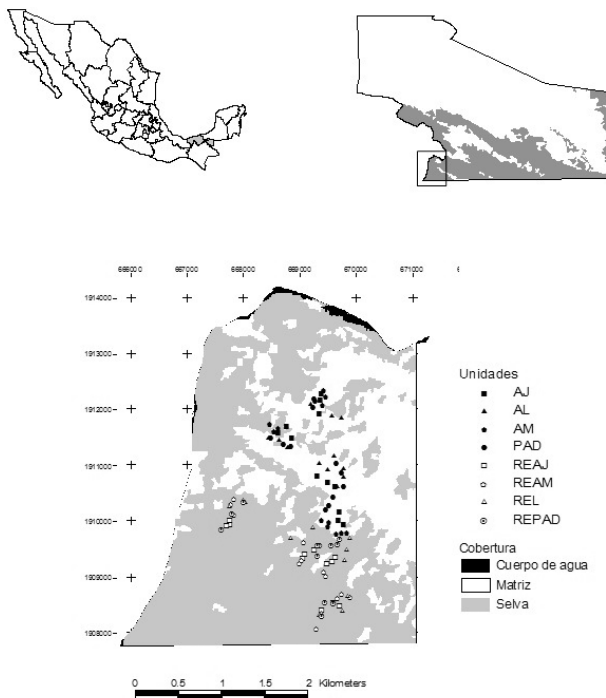 666000 667000 668000 669000 670000 671000 6
1914000
1913000
1912000
1911000
1910000
1909000
1908000
Unidades
AJ
AL
AM
PAD
REAJ
REAM
REL
REPAD
Cobertura
Cuerpo de agua
Matriz
Selva
0 0.5 1 1.5 2 Kilometers